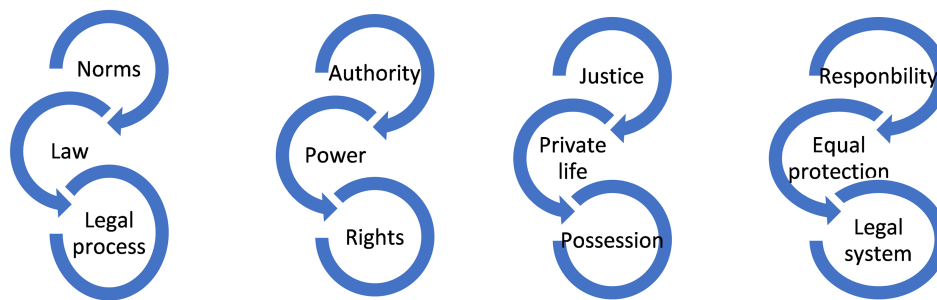 Norms
Law
Legal
process
Authority
Power
Rights
Justice
Private
life
Possession
Responbility
Equal
protection
Legal
system